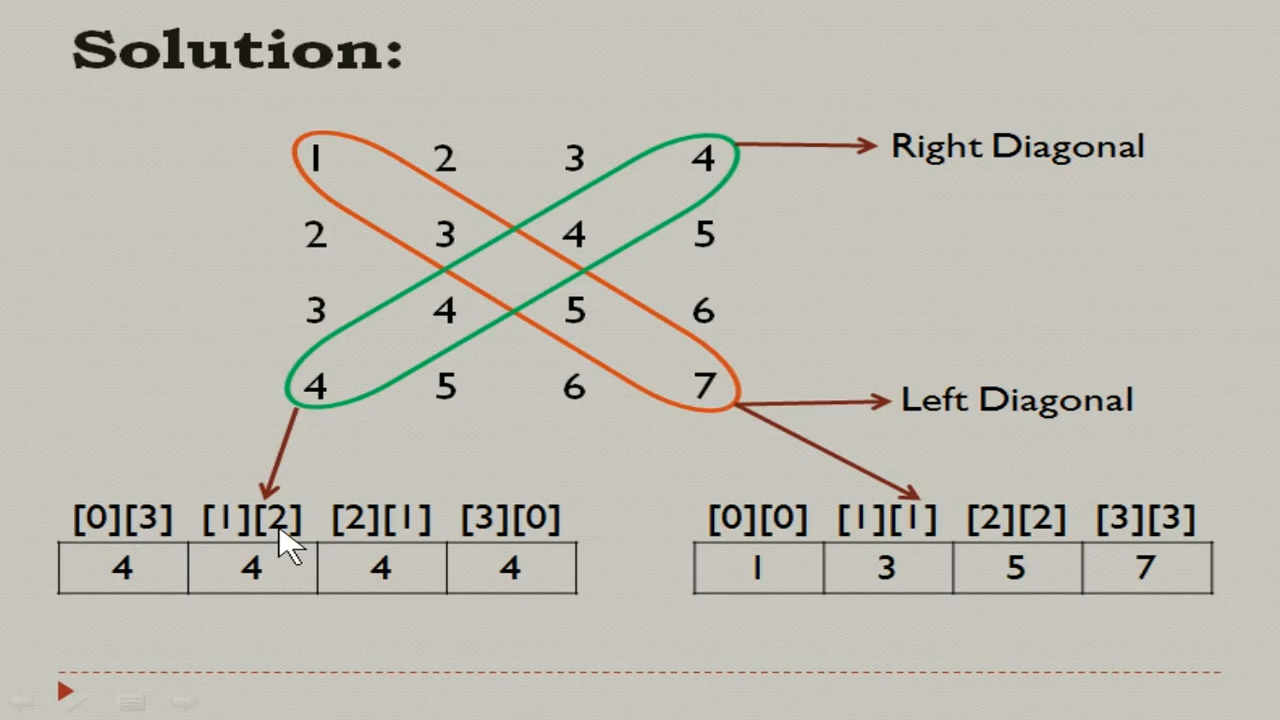 Solution:
1 2 3 4 Right Diagonal
2 3 4 5
3 4 5 6
4 5 6 7
Left Diagonal
[0][3] [1][2] [2][1] [3][0] [0][0] [1][1] [2][2] [3][3]
4 4 4 4 1 3 5 7